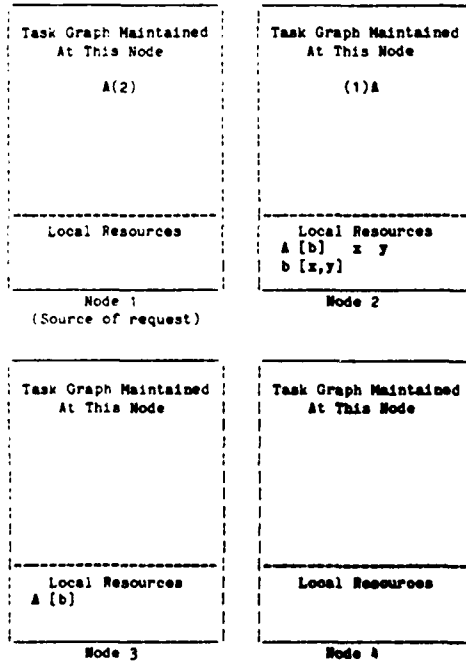 Task Graph Maintained
At This Node
A(2)
Local Resources
Node 1
(Source of request)
Task Graph Maintained
At This Node
(1)A
Local Resources
A [b] x y
b [x,y]
Node 2
Task Graph Maintained
At This Node
Local Resources
A [b]
Node 3
Task Graph Maintained
At This Node
Local Resources
Node 4